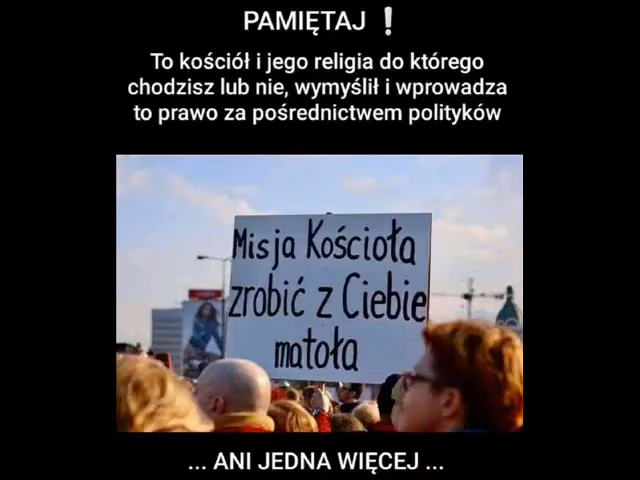 PAMIĘTAJ ❗
To kościół i jego religia do którego
chodzisz lub nie, wymyślił i wprowadza
to prawo za pośrednictwem polityków
Misja Kościoła
zrobić z Ciebie
matoła
... ANI JEDNA WIĘCEJ ...